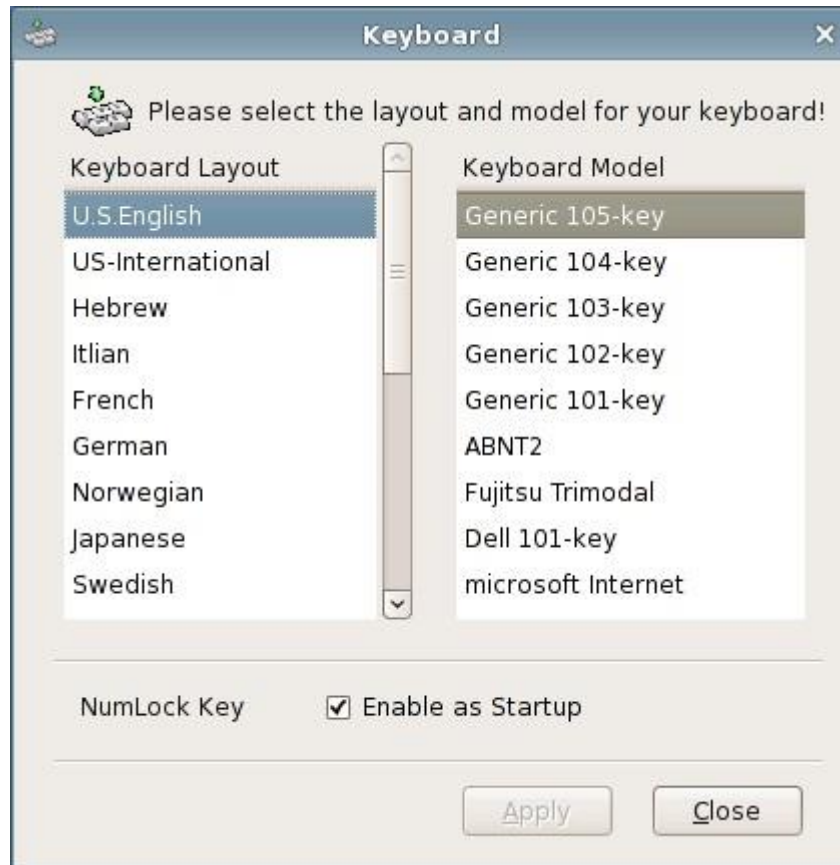 Keyboard
Please select the layout and model for your keyboard!
Keyboard Layout
U.S.English
US-International
Hebrew
Itlian
French
German
Norwegian
Japanese
Swedish
Keyboard Model
Generic 105-key
Generic 104-key
Generic 103-key
Generic 102-key
Generic 101-key
ABNT2
Fujitsu Trimodal
Dell 101-key
microsoft Internet
NumLock Key
Enable as Startup
Apply
Close